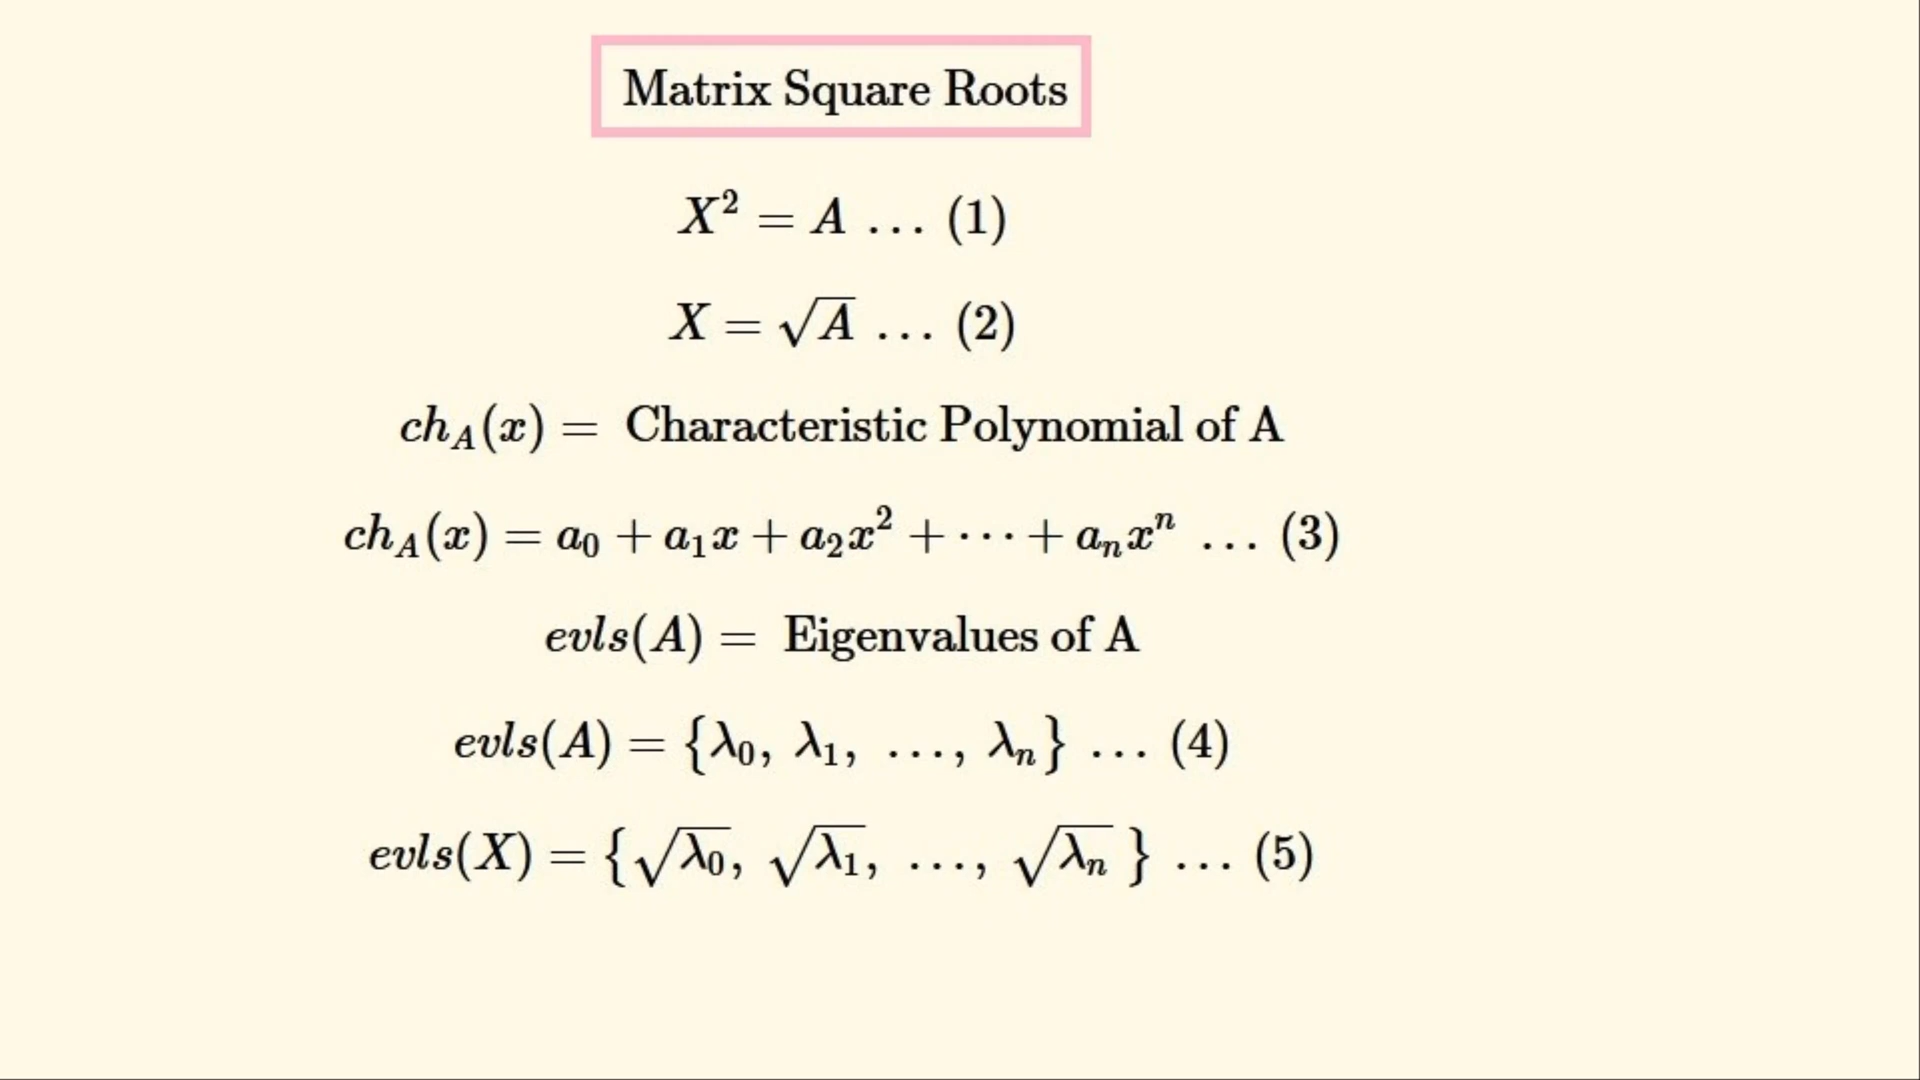 Matrix Square Roots
X² = A … (1)
X = √A … (2)
ch_A(x) = Characteristic Polynomial of A
ch_A(x) = a₀ + a₁x + a₂x² + ⋯ + aₙxⁿ … (3)
evls(A) = Eigenvalues of A
evls(A) = {λ₀, λ₁, …, λₙ} … (4)
evls(X) = {√λ₀, √λ₁, …, √λₙ } … (5)